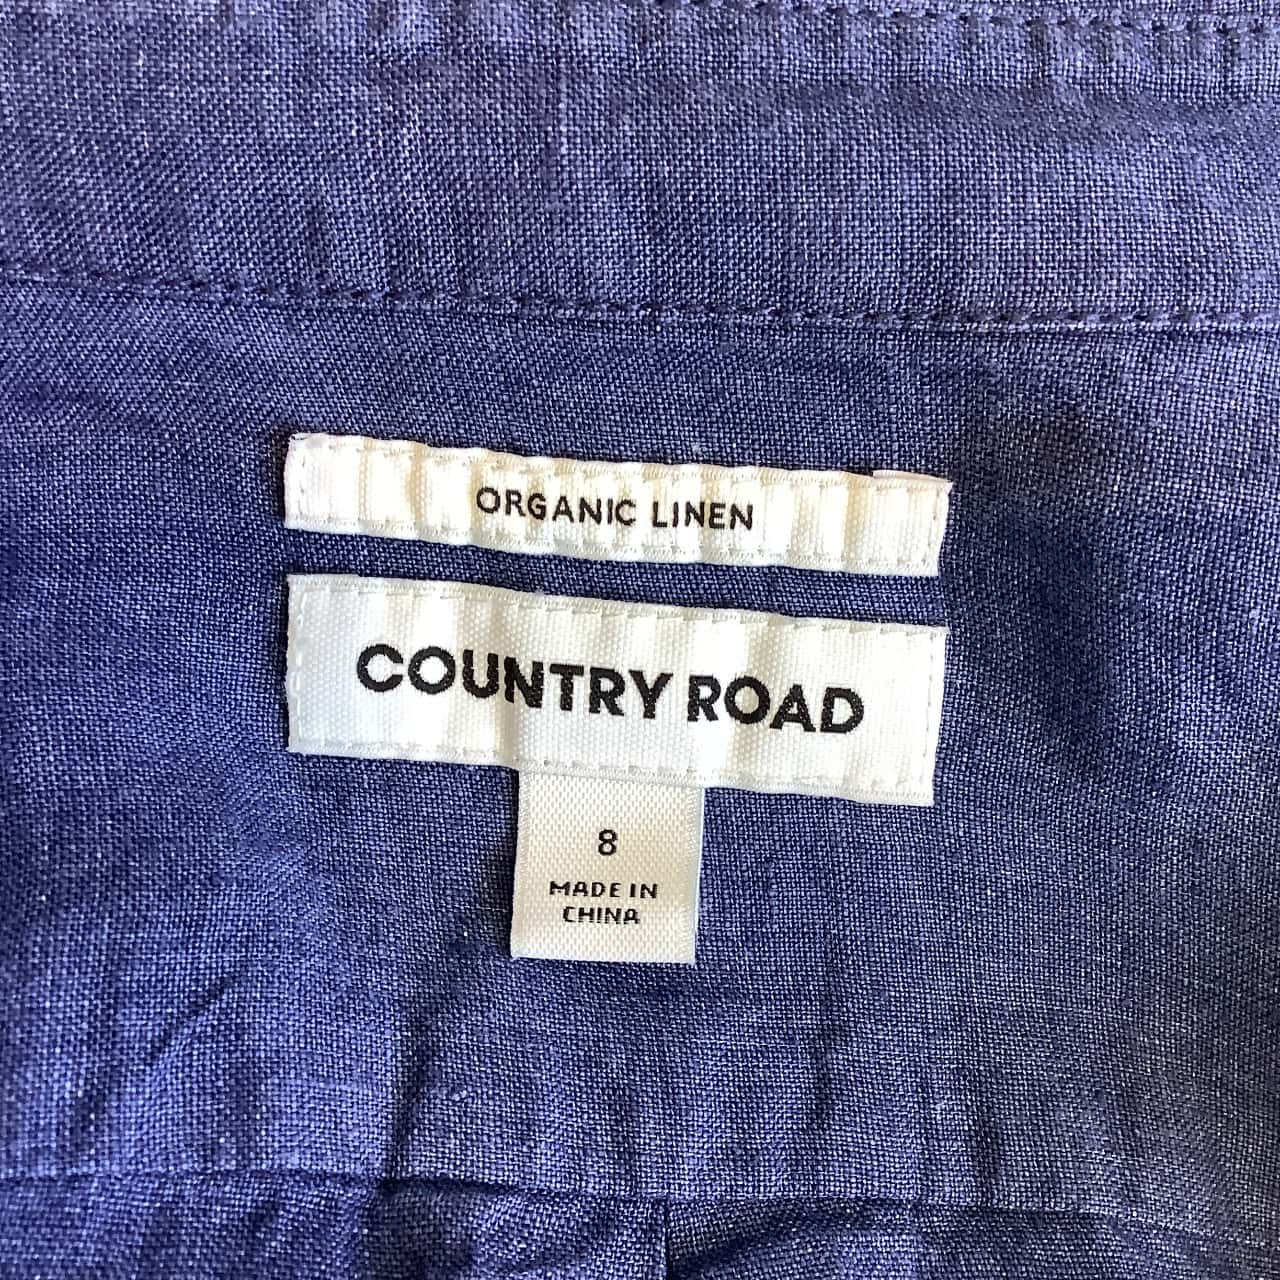 ORGANIC LINEN
COUNTRY ROAD
8
MADE IN
CHINA